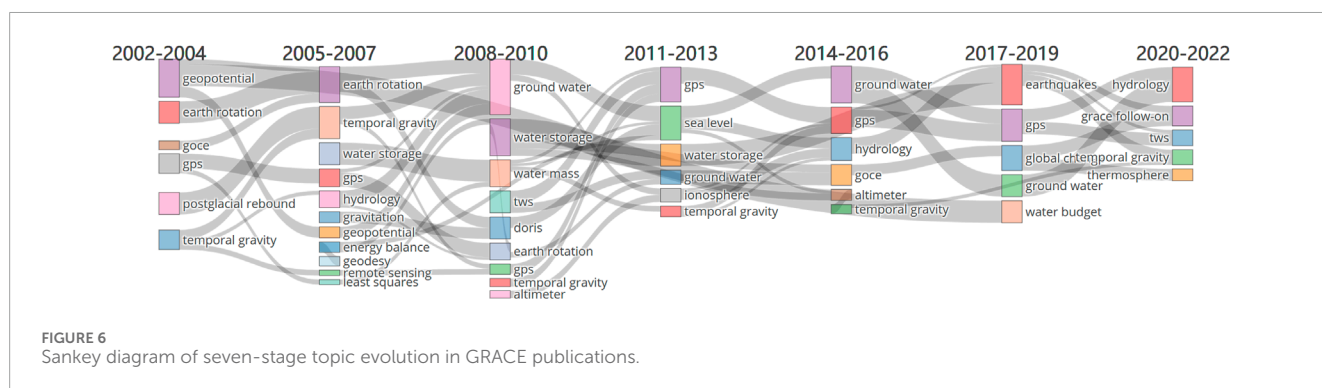 2002-2004
2005-2007
2008-2010
2011-2013
2014-2016
2017-2019
2020-2022
geopotential
earth rotation
goce
gps
postglacial rebound
temporal gravity
earth rotation
temporal gravity
water storage
gps
hydrology
gravitation
geopotential
energy balance
geodesy
remote sensing
least squares
ground water
water storage
water mass
tws
doris
earth rotation
gps
temporal gravity
altimeter
gps
sea level
water storage
ground water
ionosphere
temporal gravity
ground water
gps
hydrology
goce
altimeter
temporal gravity
earthquakes
gps
global
ground water
water budget
hydrology
grace follow-on
tws
temporal gravity
thermosphere
FIGURE 6
Sankey diagram of seven-stage topic evolution in GRACE publications.